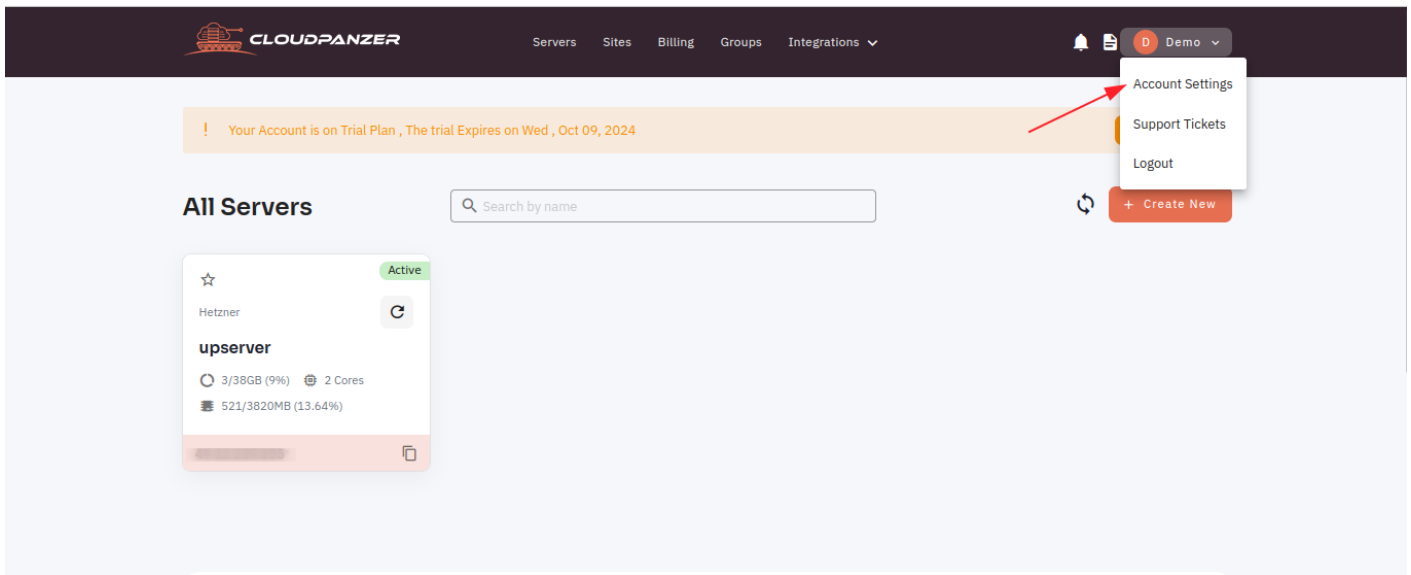 CLOUDPANZER
Servers Sites Billing Groups Integrations
D Demo
Account Settings
Support Tickets
Logout
! Your Account is on Trial Plan , The trial Expires on Wed , Oct 09, 2024
All Servers
Search by name
+ Create New
Active
Hetzner
upserver
3/38GB (9%) 2 Cores
521/3820MB (13.64%)